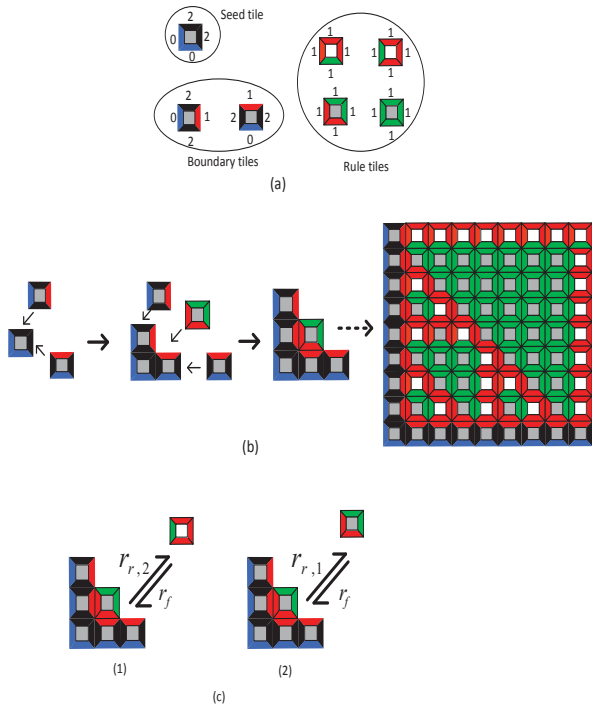 Seed tile
2
0 2
0
2
0 1
2
1
2 2
0
Boundary tiles
1
1 1
1
1
1 1
1
1
1 1
1
1
1 1
1
Rule tiles
(a)
(b)
r_{r,2}
r_f
(1)
r_{r,1}
r_f
(2)
(c)